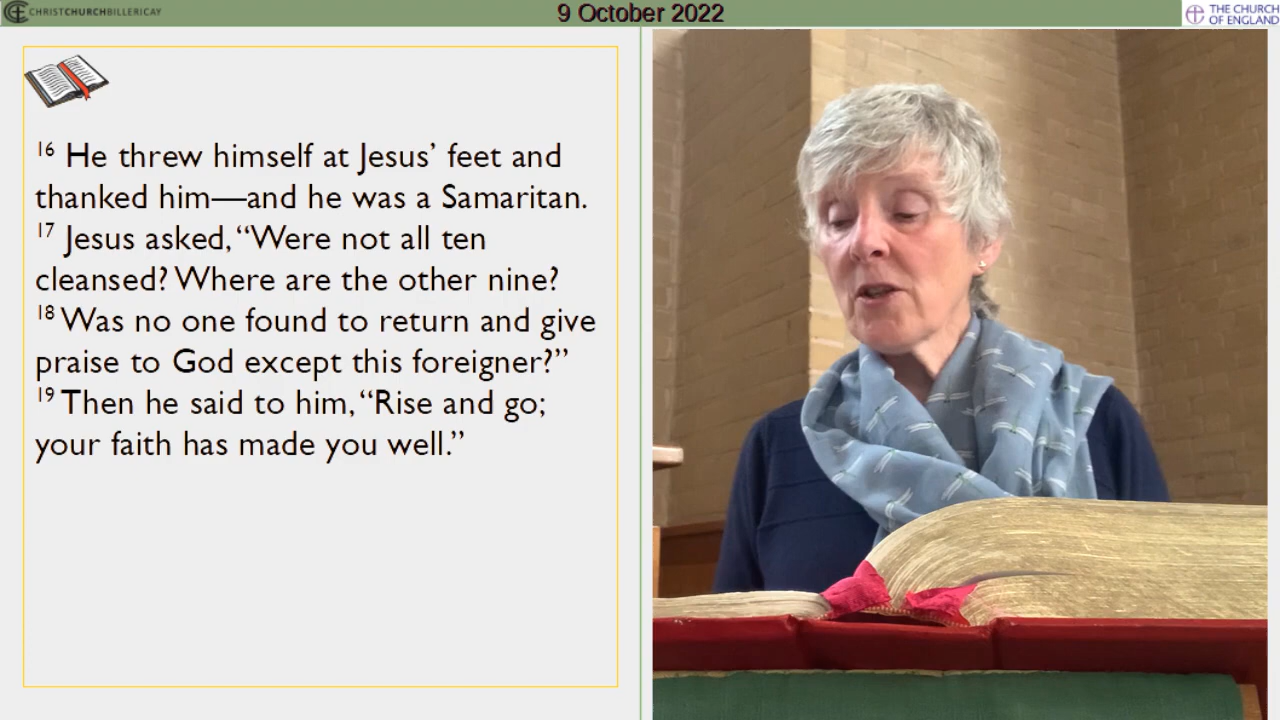 CHRISTCHURCHBILLERICAY
9 October 2022
THE CHURCH
OF ENGLAND
16 He threw himself at Jesus’ feet and
thanked him—and he was a Samaritan.
17 Jesus asked, “Were not all ten
cleansed? Where are the other nine?
18 Was no one found to return and give
praise to God except this foreigner?”
19 Then he said to him, “Rise and go;
your faith has made you well.”